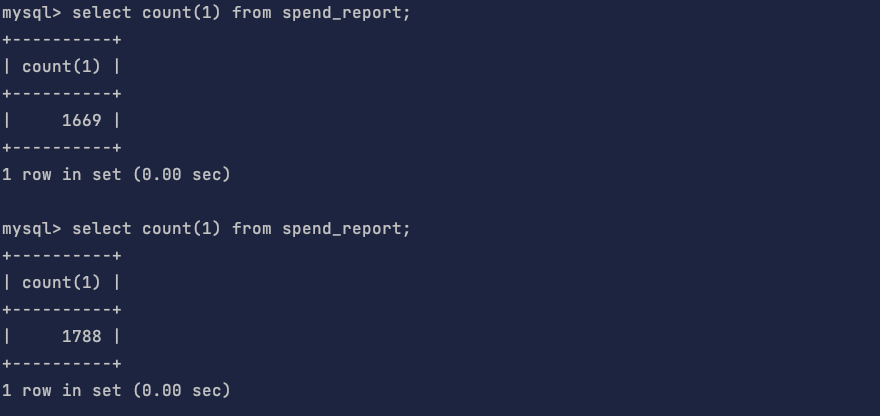 mysql> select count(1) from spend_report;
+----------+
| count(1) |
+----------+
|     1669 |
+----------+
1 row in set (0.00 sec)

mysql> select count(1) from spend_report;
+----------+
| count(1) |
+----------+
|     1788 |
+----------+
1 row in set (0.00 sec)